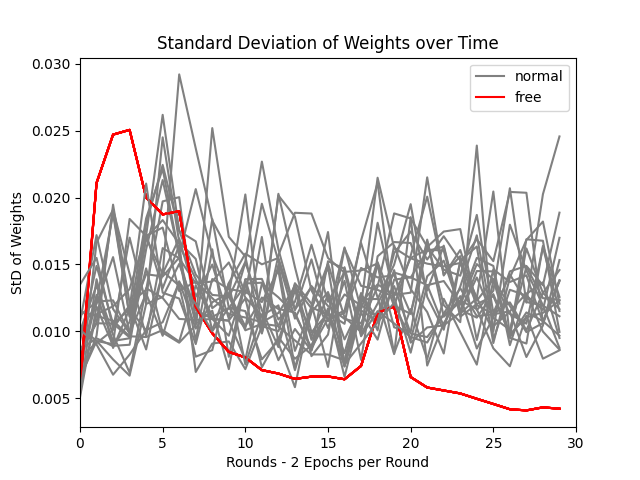 Standard Deviation of Weights over Time
0.030
0.025
0.020
0.015
0.010
0.005
StD of Weights
normal
free
0 5 10 15 20 25 30
Rounds - 2 Epochs per Round